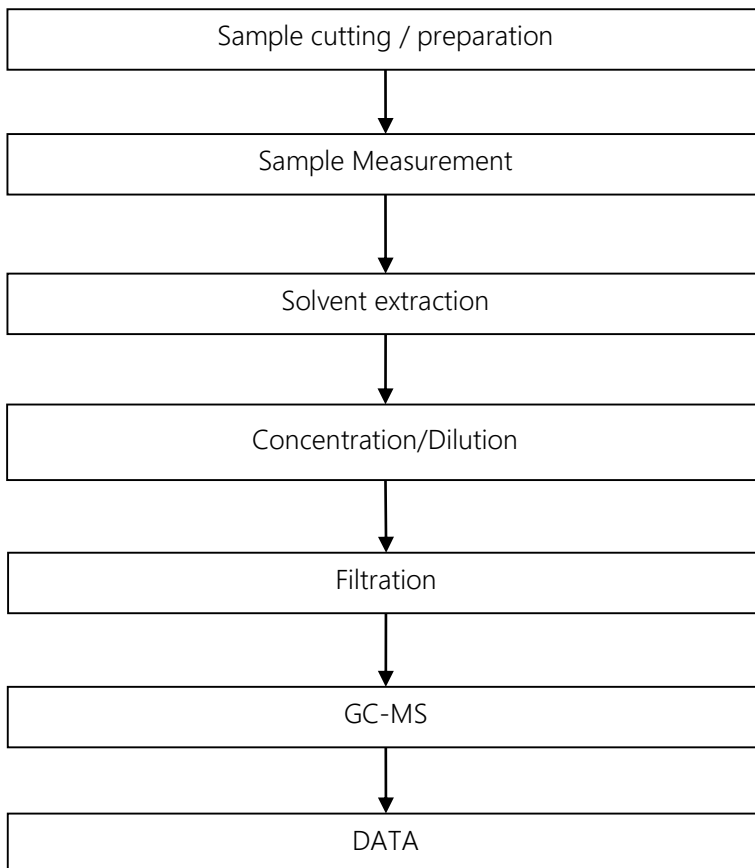 Sample cutting / preparation
Sample Measurement
Solvent extraction
Concentration/Dilution
Filtration
GC-MS
DATA